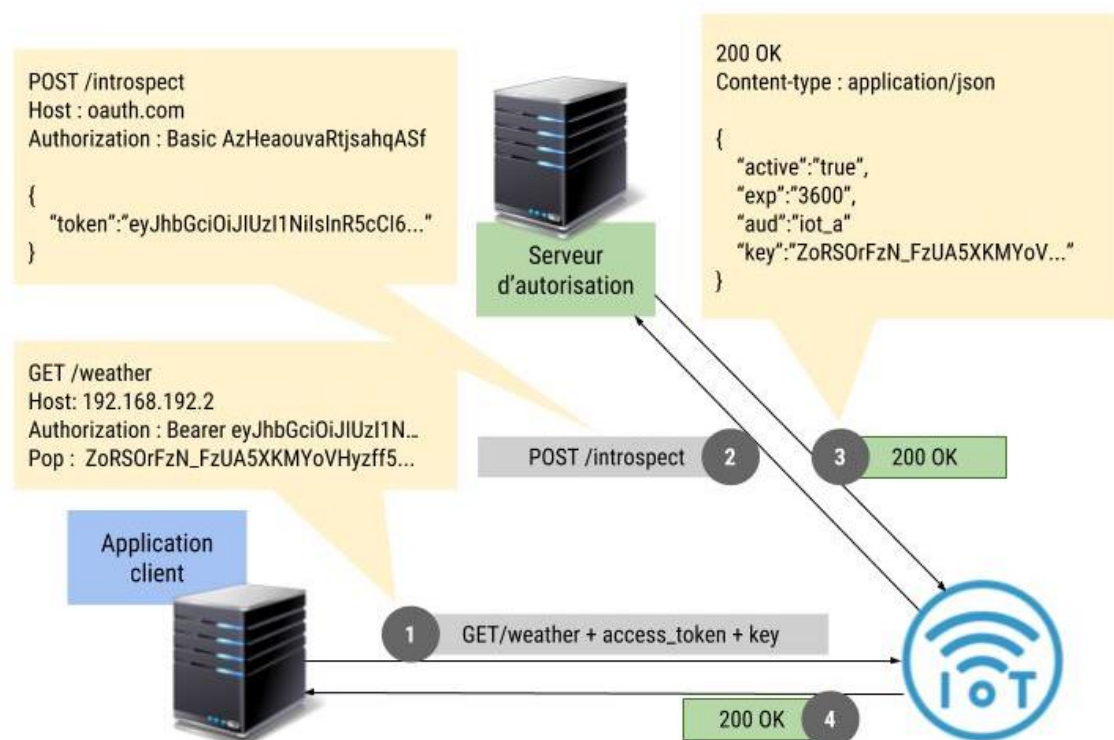 POST /introspect
Host : oauth.com
Authorization : Basic AzHeaouvaRtjsahqASf
{
"token":"eyJhbGciOiJIUzI1NiIsInR5cCI6..."
}
200 OK
Content-type : application/json
{
"active":"true",
"exp":"3600",
"aud":"iot_a"
"key":"ZoRSOrFzN_FzUA5XKMYoV..."
}
Serveur
d'autorisation
GET /weather
Host: 192.168.192.2
Authorization : Bearer eyJhbGciOiJIUzI1N...
Pop : ZoRSOrFzN_FzUA5XKMYoVHyzff5...
POST /introspect 2
3 200 OK
Application
client
1 GET/weather + access_token + key
IoT
200 OK 4